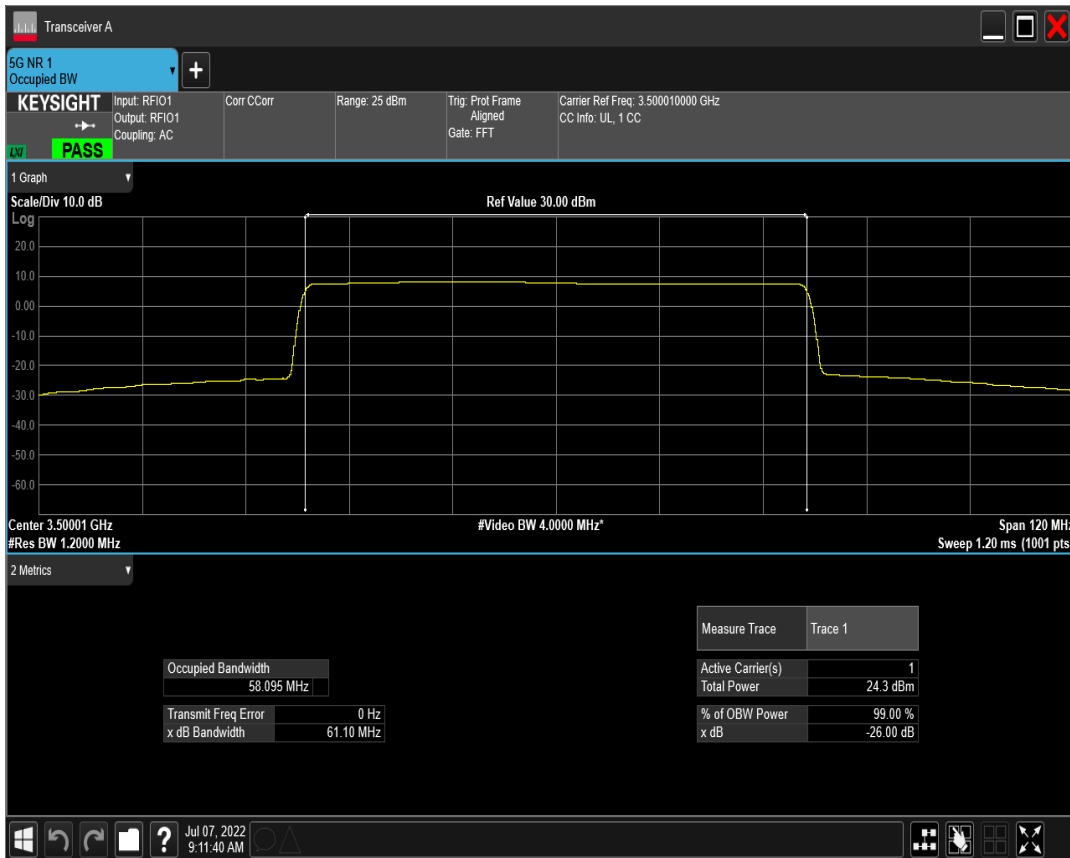 Transceiver A
5G NR 1
Occupied BW
+
KEYSIGHT
LXI
PASS
Input: RFIO1
Output: RFIO1
Coupling: AC
Corr CCorr
Range: 25 dBm
Trig: Prot Frame
Aligned
Gate: FFT
Carrier Ref Freq: 3.500010000 GHz
CC Info: UL, 1 CC
1 Graph
Scale/Div 10.0 dB
Ref Value 30.00 dBm
Log
20.0
10.0
0.00
-10.0
-20.0
-30.0
-40.0
-50.0
-60.0
Center 3.50001 GHz
#Video BW 4.0000 MHz*
Span 120 MHz
#Res BW 1.2000 MHz
Sweep 1.20 ms (1001 pts
2 Metrics
Measure Trace Trace 1
Occupied Bandwidth
58.095 MHz
Active Carrier(s) 1
Total Power 24.3 dBm
Transmit Freq Error 0 Hz
x dB Bandwidth 61.10 MHz
% of OBW Power 99.00 %
x dB -26.00 dB
?
Jul 07, 2022
9:11:40 AM